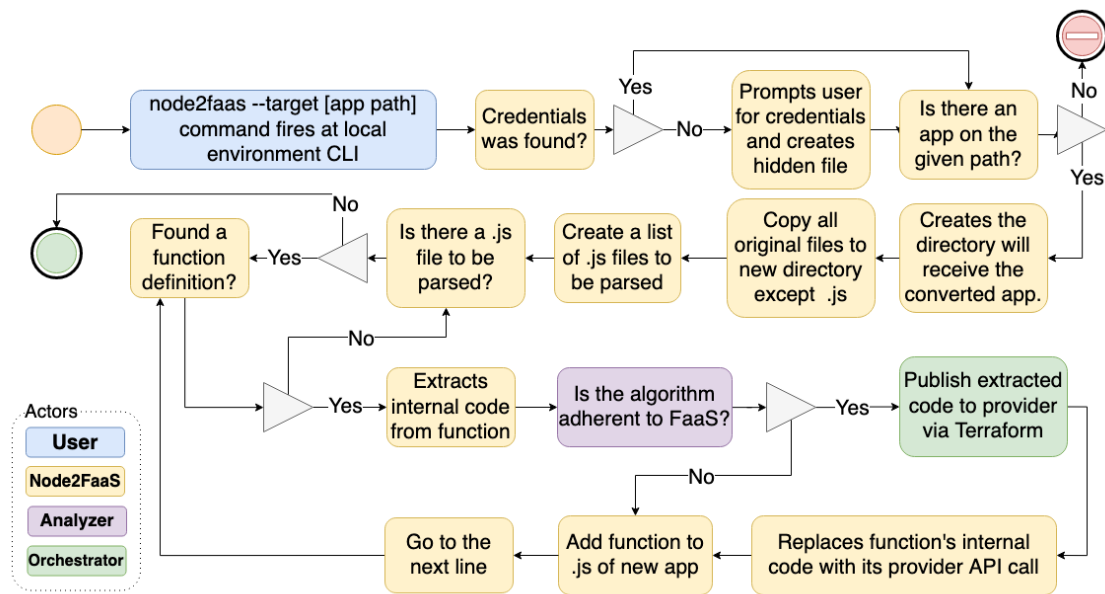 node2faas --target [app path]
command fires at local
environment CLI
Credentials
was found?
Yes
No
Prompts user
for credentials
and creates
hidden file
Is there an
app on the
given path?
No
Yes
Creates the
directory will
receive the
converted app.
Copy all
original files to
new directory
except .js
Create a list
of .js files to
be parsed
Is there a .js
file to be
parsed?
No
Yes
Found a
function
definition?
No
Yes
Extracts
internal code
from function
Is the algorithm
adherent to FaaS?
Yes
No
Publish extracted
code to provider
via Terraform
Replaces function's internal
code with its provider API call
Add function to
.js of new app
Go to the
next line
Actors
User
Node2FaaS
Analyzer
Orchestrator